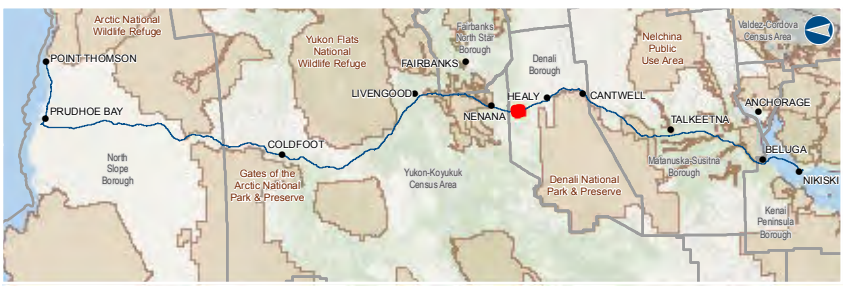 Arctic National
Wildlife Refuge
POINT THOMSON
PRUDHOE BAY
North
Slope
Borough
COLDFOOT
Gates of the
Arctic National
Park & Preserve
Yukon Flats
National
Wildlife Refuge
LIVENGOOD
Fairbanks
North Star
Borough
FAIRBANKS
NENANA
Yukon-Koyukuk
Census Area
Denali
Borough
HEALY
CANTWELL
Denali National
Park & Preserve
Nelchina
Public
Use Area
TALKEETNA
Matanuska-Susitna
Borough
Valdez-Cordova
Census Area
ANCHORAGE
BELUGA
NIKISKI
Kenai
Peninsula
Borough